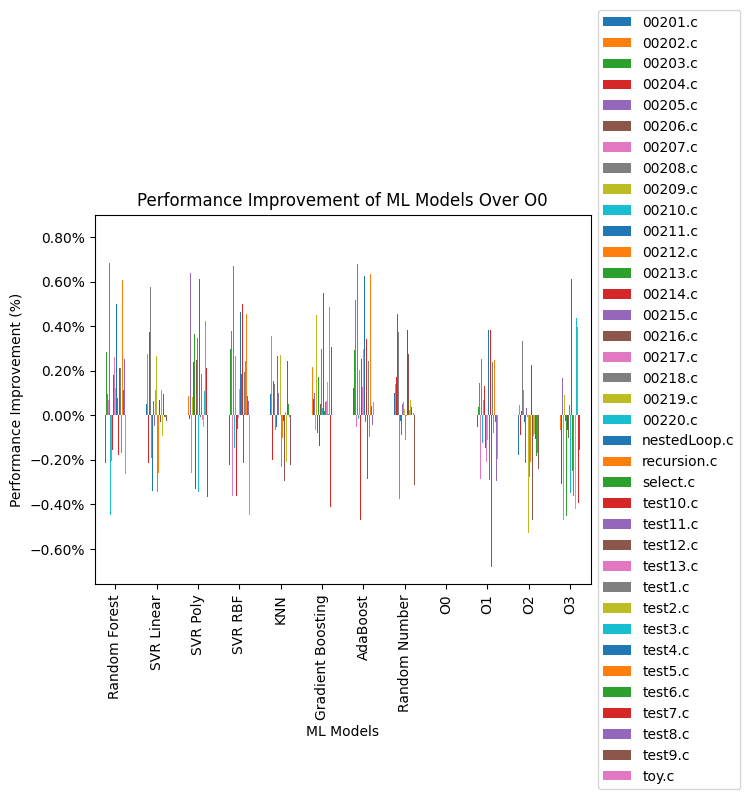 Performance Improvement of ML Models Over O0
Performance Improvement (%)
0.80%
0.60%
0.40%
0.20%
0.00%
−0.20%
−0.40%
−0.60%
Random Forest
SVR Linear
SVR Poly
SVR RBF
KNN
Gradient Boosting
AdaBoost
Random Number
O0
O1
O2
O3
ML Models
00201.c
00202.c
00203.c
00204.c
00205.c
00206.c
00207.c
00208.c
00209.c
00210.c
00211.c
00212.c
00213.c
00214.c
00215.c
00216.c
00217.c
00218.c
00219.c
00220.c
nestedLoop.c
recursion.c
select.c
test10.c
test11.c
test12.c
test13.c
test1.c
test2.c
test3.c
test4.c
test5.c
test6.c
test7.c
test8.c
test9.c
toy.c